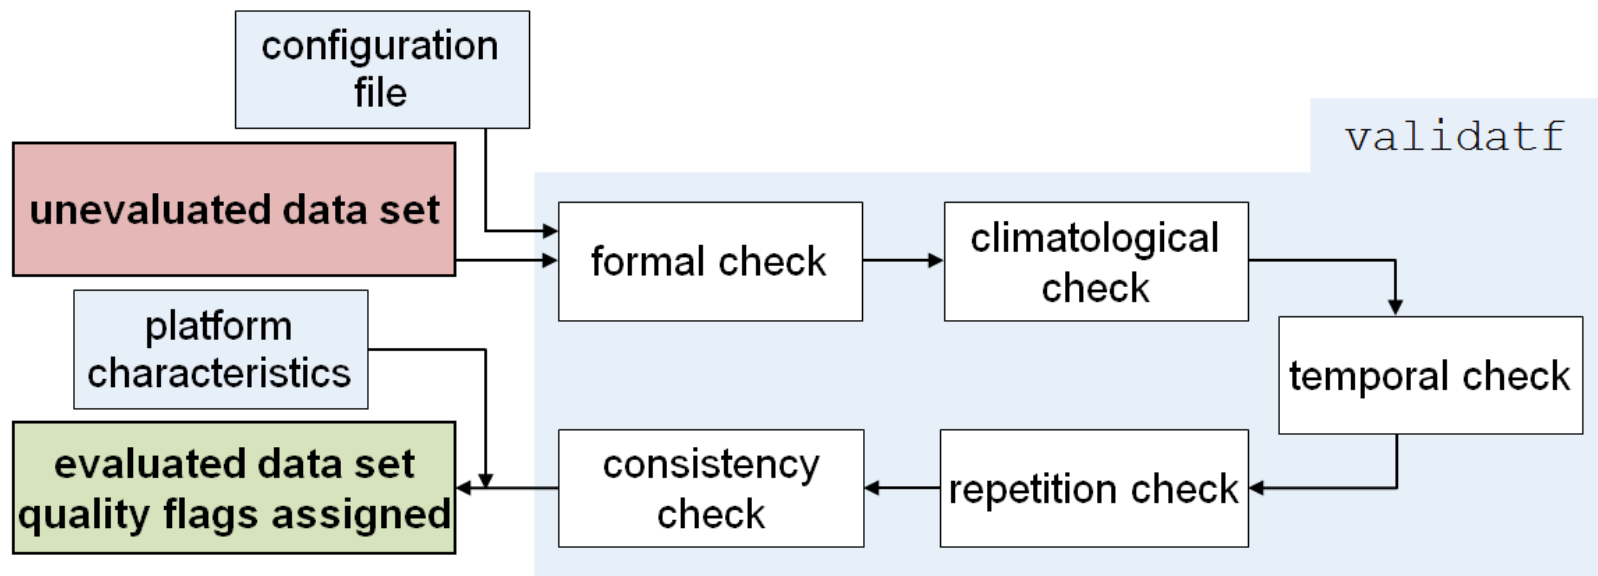 configuration
file
validatf
unevaluated data set
formal check
climatological
check
platform
characteristics
temporal check
evaluated data set
quality flags assigned
consistency
check
repetition check